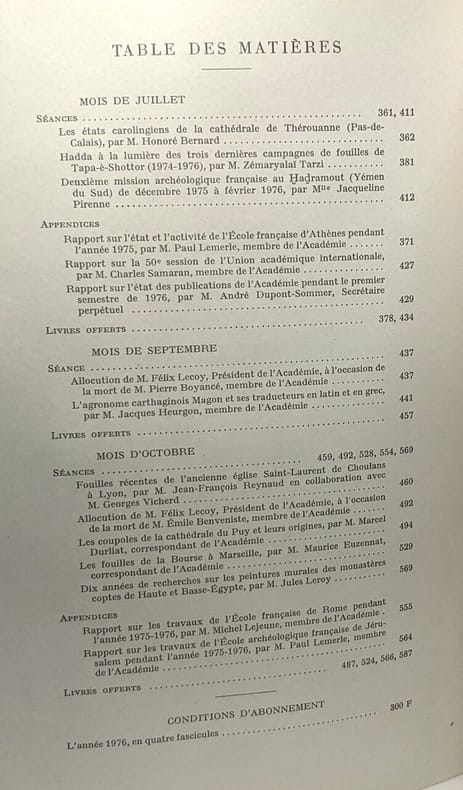 TABLE DES MATIÈRES
MOIS DE JUILLET
SÉANCES ........ 361, 411
Les états carolingiens de la cathédrale de Thérouanne (Pas-de-
Calais), par M. Honoré Bernard ........ 362
Hadda à la lumière des trois dernières campagnes de fouilles de
Tapa-è-Shottor (1974-1976), par M. Zémaryalaï Tarzi ........ 381
Deuxième mission archéologique française au Ḥaḍramout (Yémen
du Sud) de décembre 1975 à février 1976, par Mlle Jacqueline
Pirenne ........ 412
APPENDICES
Rapport sur l'état et l'activité de l'École française d'Athènes pendant
l'année 1975, par M. Paul Lemerle, membre de l'Académie ...... 371
Rapport sur la 50e session de l'Union académique internationale,
par M. Charles Samaran, membre de l'Académie ........ 427
Rapport sur l'état des publications de l'Académie pendant le premier
semestre de 1976, par M. André Dupont-Sommer, Secrétaire
perpétuel ........ 429
LIVRES OFFERTS ........ 378, 434
MOIS DE SEPTEMBRE
SÉANCE ........ 437
Allocution de M. Félix Lecoy, Président de l'Académie, à l'occasion de
la mort de M. Pierre Boyancé, membre de l'Académie ........ 437
L'agronome carthaginois Magon et ses traducteurs en latin et en grec,
par M. Jacques Heurgon, membre de l'Académie ........ 441
LIVRES OFFERTS ........ 457
MOIS D'OCTOBRE
SÉANCES ........ 459, 492, 528, 554, 569
Fouilles récentes de l'ancienne église Saint-Laurent de Choulans
à Lyon, par M. Jean-François Reynaud en collaboration avec
M. Georges Vicherd ........ 460
Allocution de M. Félix Lecoy, Président de l'Académie, à l'occasion
de la mort de M. Émile Benveniste, membre de l'Académie ....... 492
Les coupoles de la cathédrale du Puy et leurs origines, par M. Marcel
Durliat, correspondant de l'Académie ........ 494
Les fouilles de la Bourse à Marseille, par M. Maurice Euzennat,
correspondant de l'Académie ........ 529
Dix années de recherches sur les peintures murales des monastères
coptes de Haute et Basse-Égypte, par M. Jules Leroy ........ 569
APPENDICES
Rapport sur les travaux de l'École française de Rome pendant
l'année 1975-1976, par M. Michel Lejeune, membre de l'Académie . 555
Rapport sur les travaux de l'École archéologique française de Jéru-
salem pendant l'année 1975-1976, par M. Paul Lemerle, membre
de l'Académie ........ 564
LIVRES OFFERTS ........ 487, 524, 566, 587
CONDITIONS D'ABONNEMENT
L'année 1976, en quatre fascicules ........ 300 F